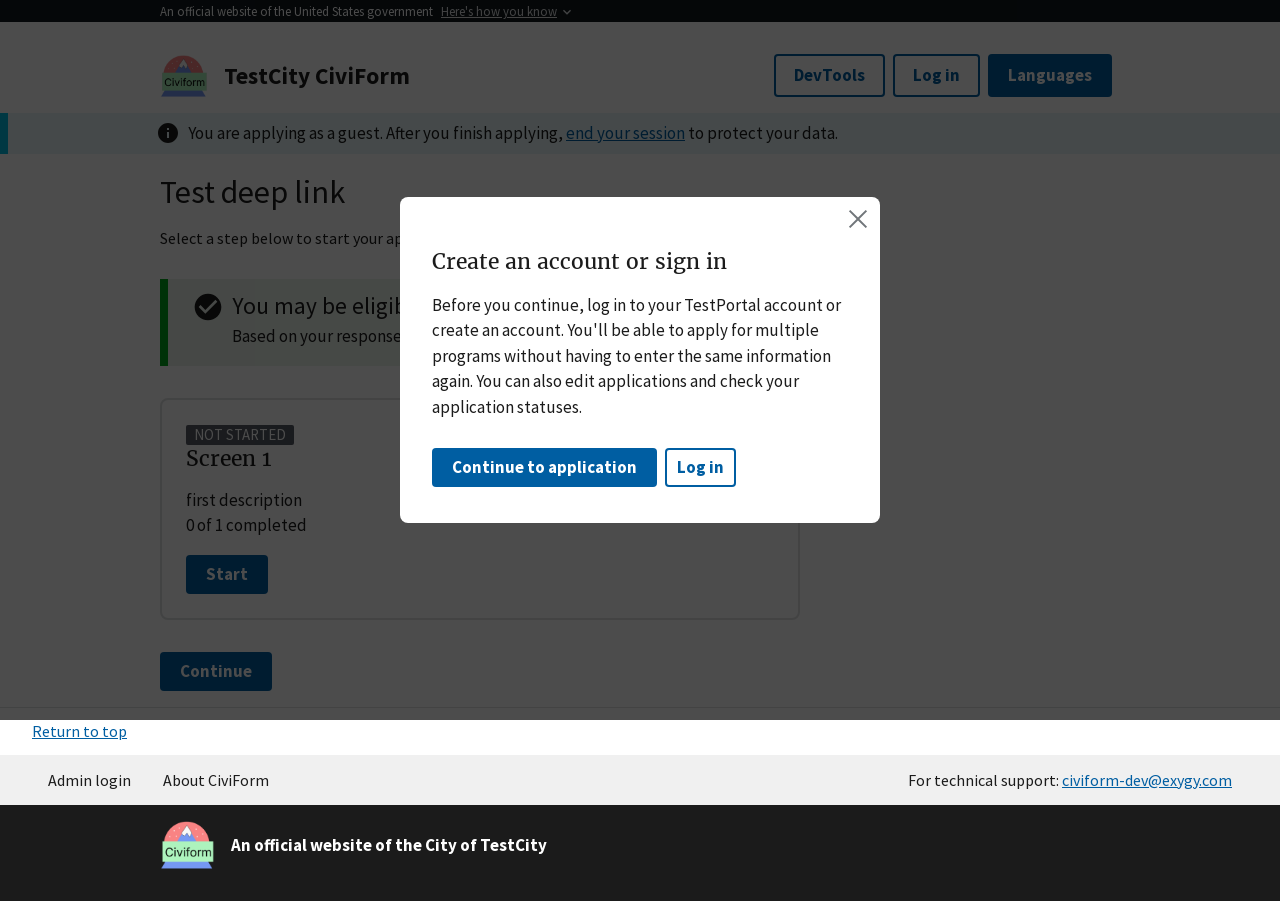 An official website of the United States government Here's how you know
Civiform
TestCity CiviForm
DevTools
Log in
Languages
You are applying as a guest. After you finish applying, end your session to protect your data.
Test deep link
Select a step below to start your ap
You may be eligib
Based on your response
Create an account or sign in
Before you continue, log in to your TestPortal account or
create an account. You'll be able to apply for multiple
programs without having to enter the same information
again. You can also edit applications and check your
application statuses.
Continue to application
Log in
NOT STARTED
Screen 1
first description
0 of 1 completed
Start
Continue
Return to top
Admin login
About CiviForm
For technical support: civiform-dev@exygy.com
Civiform
An official website of the City of TestCity